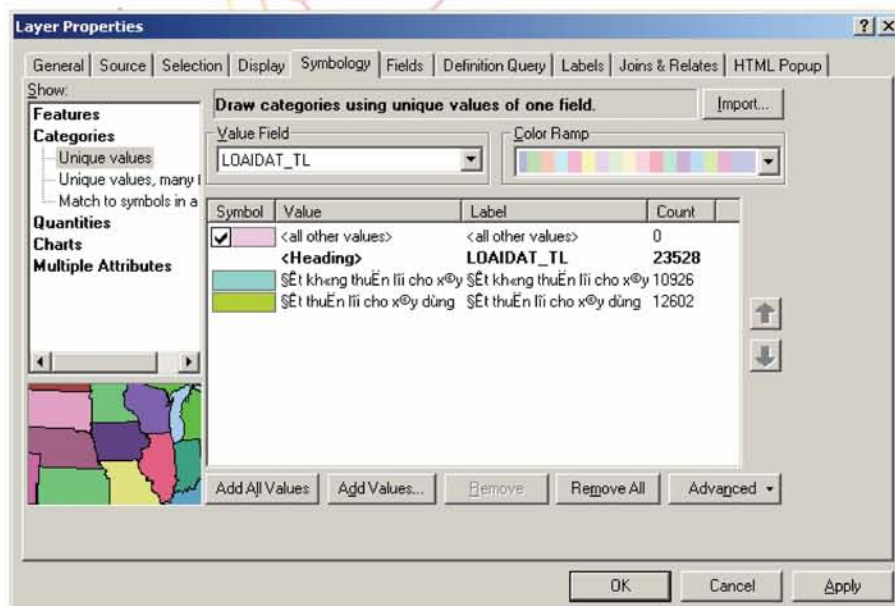 Layer Properties
General Source Selection Display Symbology Fields Definition Query Labels Joins & Relates HTML Popup
Show:
Features
Categories
Unique values
Unique values, many f
Match to symbols in a
Quantities
Charts
Multiple Attributes
Draw categories using unique values of one field.
Import...
Value Field
LOAIDAT_TL
Color Ramp
Symbol Value Label Count
<all other values> <all other values> 0
<Heading> LOAIDAT_TL 23528
§Êt kh«ng thuËn lîi cho x©y §Êt kh«ng thuËn lîi cho x©y 10926
§Êt thuËn lîi cho x©y dùng §Êt thuËn lîi cho x©y dùng 12602
Add All Values Add Values... Remove Remove All Advanced
OK Cancel Apply